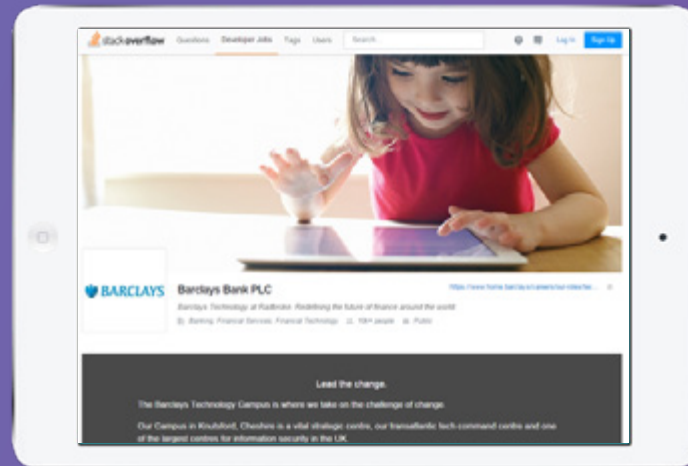 stackoverflow Questions Developer Jobs Tags Users Search Log In Sign Up
BARCLAYS
Barclays Bank PLC
Barclays Technology at Radbroke. Redefining the future of finance around the world
Banking, Financial Services, Financial Technology people Public
Lead the change.
The Barclays Technology Campus is where we take on the challenge of change.
Our Campus in Knutsford, Cheshire is a vital strategic centre, our transatlantic tech command centre and one
of the largest centres for information security in the UK.